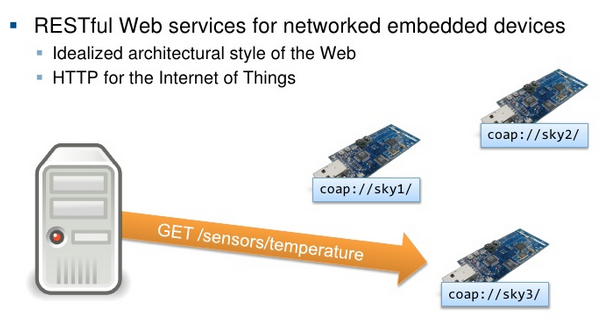 RESTful Web services for networked embedded devices
Idealized architectural style of the Web
HTTP for the Internet of Things
coap://sky2/
coap://sky1/
GET /sensors/temperature
coap://sky3/